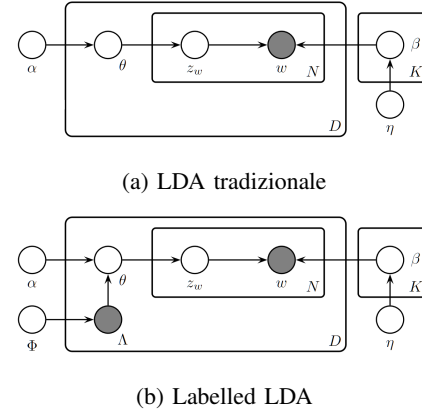 α θ z_w w β
N K
D η
(a) LDA tradizionale
α θ z_w w β
N K
Φ Λ D η
(b) Labelled LDA